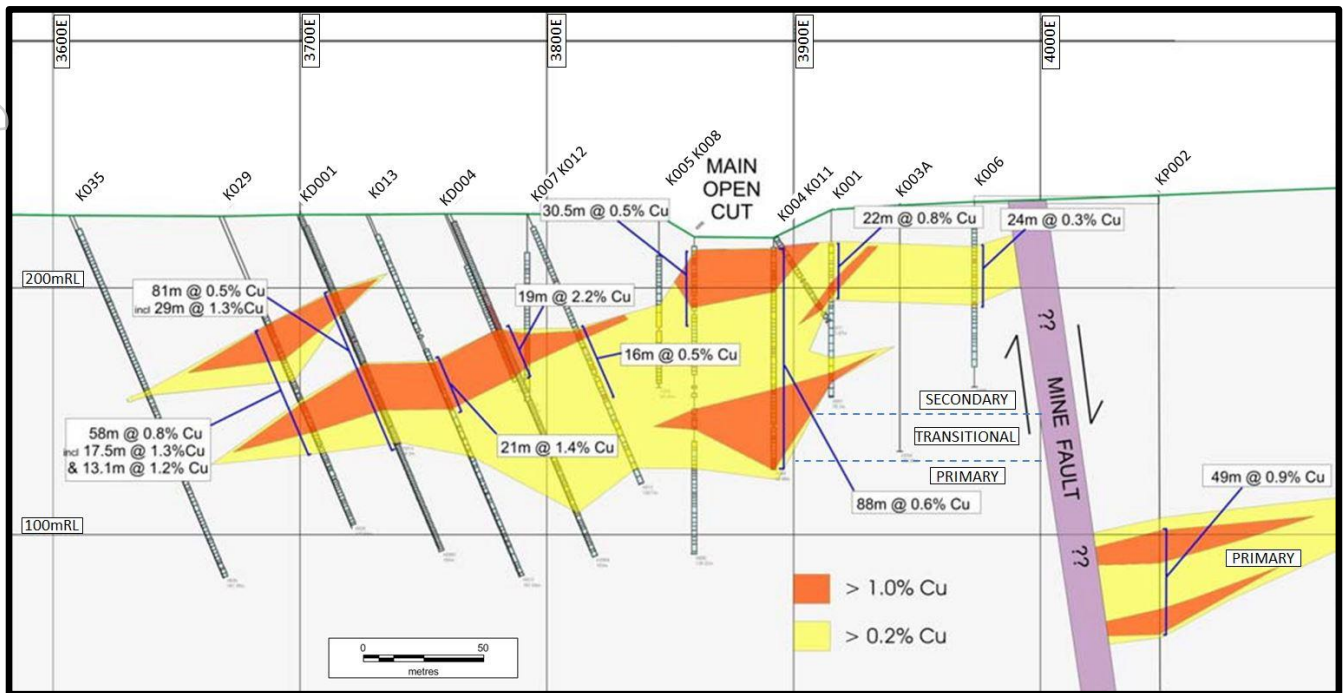 3600E
3700E
3800E
3900E
4000E
K035
K029
KD001
K013
KD004
K007
K012
K005
K008
MAIN
OPEN
CUT
K004
K011
K001
K003A
K006
KP002
30.5m @ 0.5% Cu
22m @ 0.8% Cu
24m @ 0.3% Cu
200mRL
81m @ 0.5% Cu
incl 29m @ 1.3%Cu
19m @ 2.2% Cu
16m @ 0.5% Cu
??
MINE FAULT
??
SECONDARY
TRANSITIONAL
PRIMARY
58m @ 0.8% Cu
incl 17.5m @ 1.3%Cu
& 13.1m @ 1.2% Cu
21m @ 1.4% Cu
88m @ 0.6% Cu
49m @ 0.9% Cu
100mRL
PRIMARY
> 1.0% Cu
> 0.2% Cu
0 50
metres